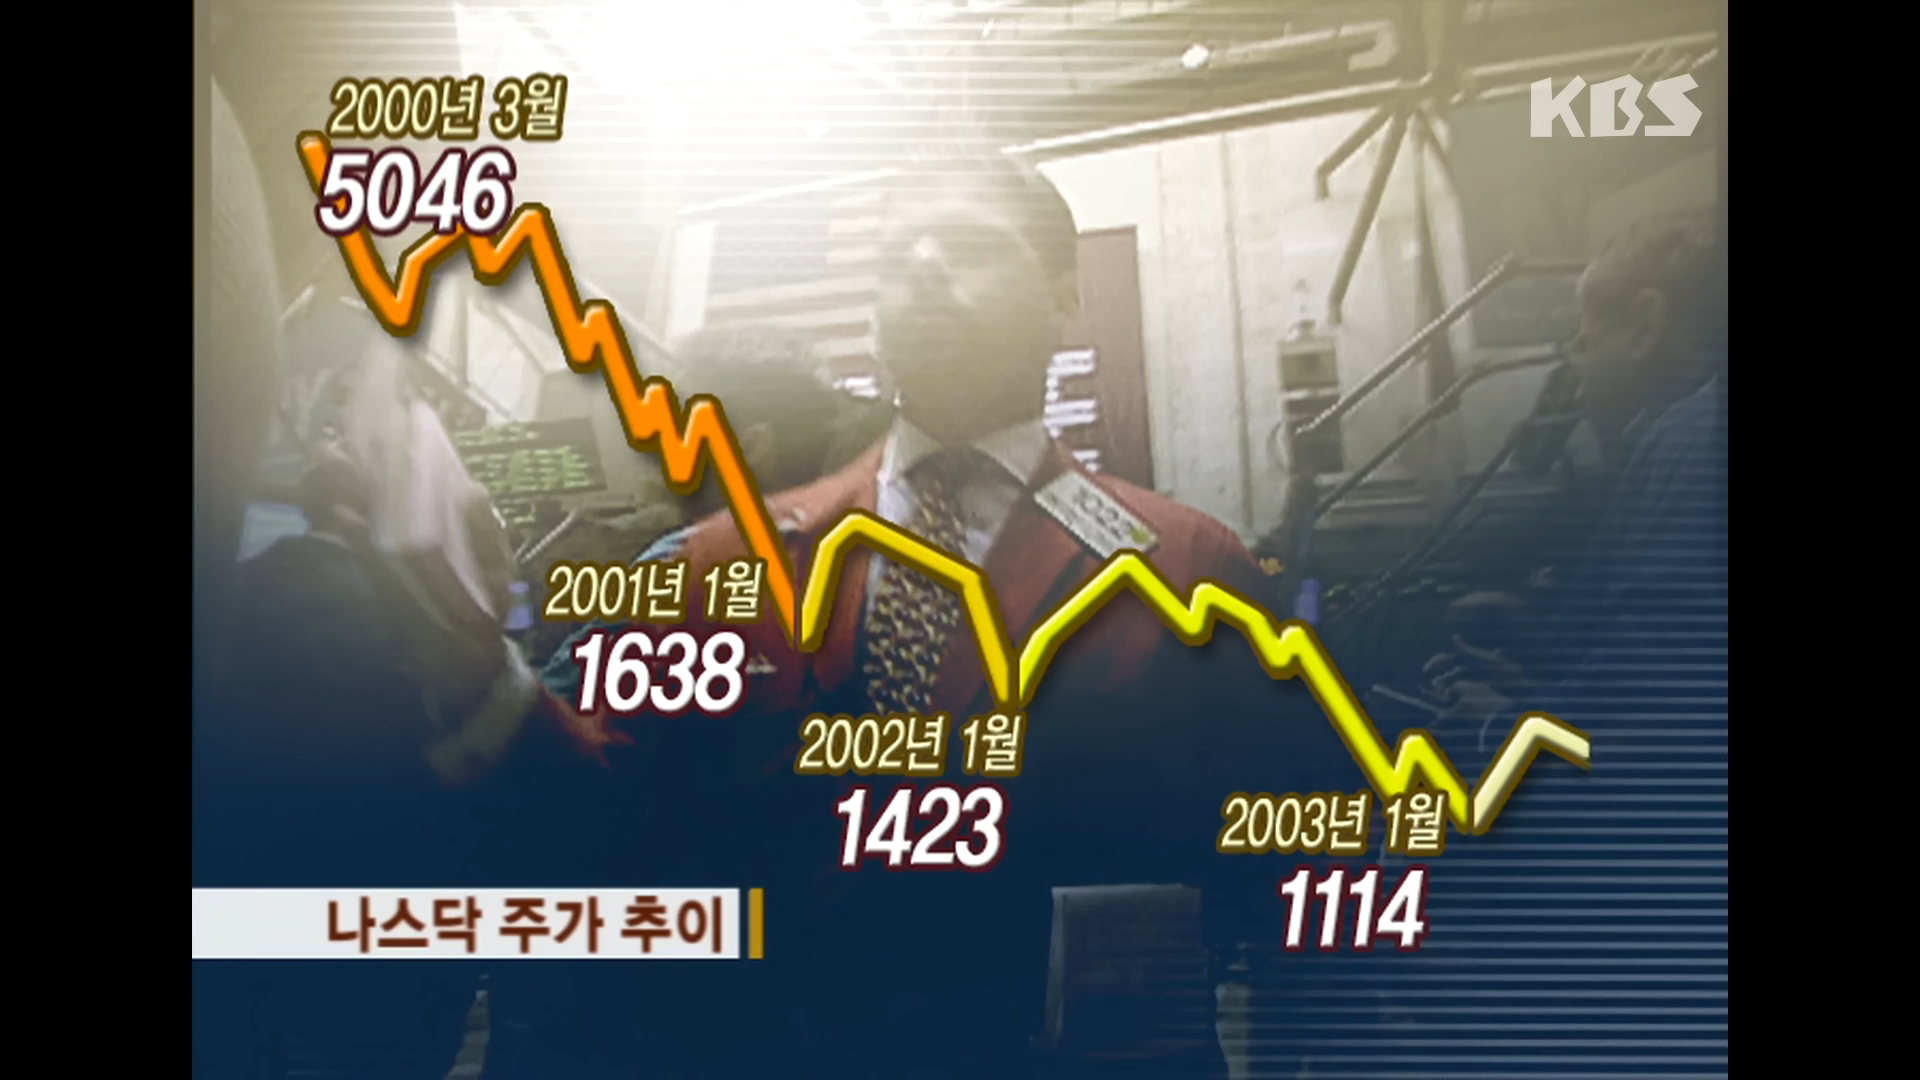 KBS
2000년 3월
5046
2001년 1월
1638
2002년 1월
1423
2003년 1월
1114
나스닥 주가 추이